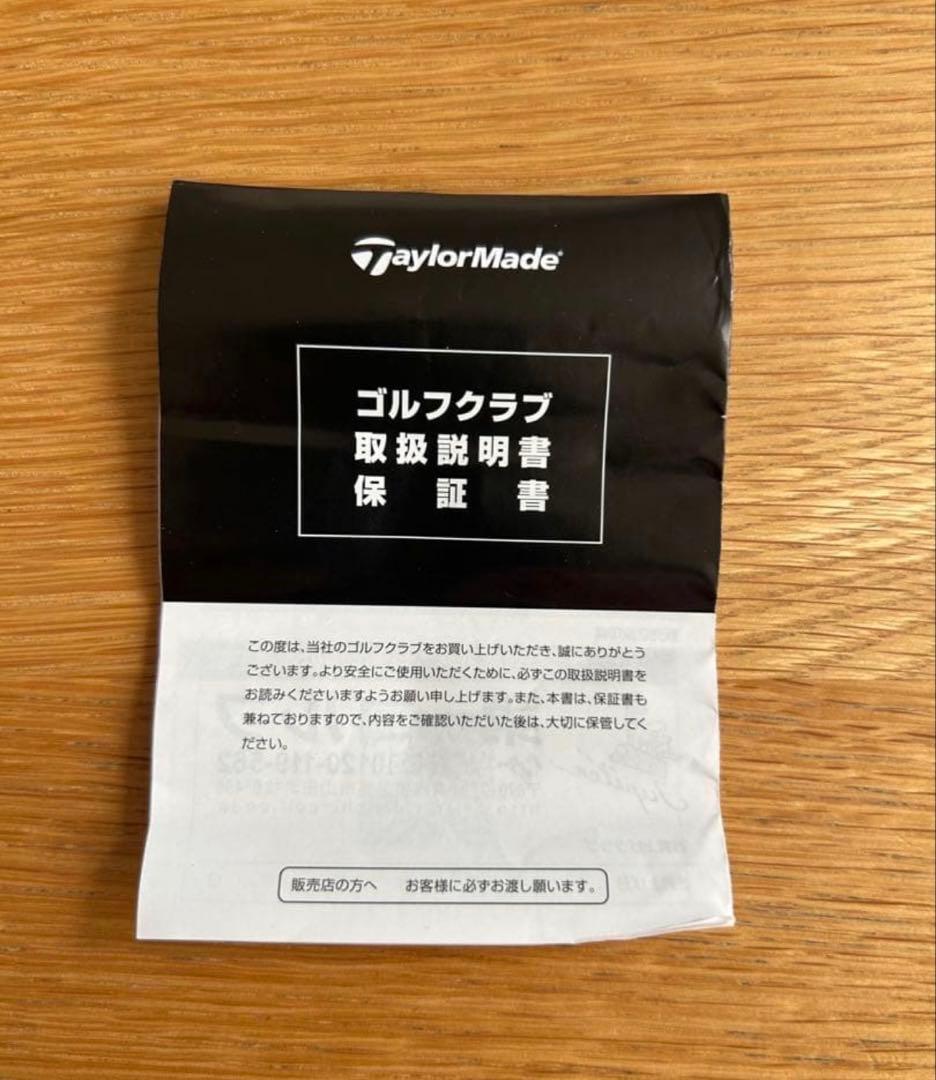 TaylorMade
ゴルフクラブ
取扱説明書
保証書
この度は、当社のゴルフクラブをお買い上げいただき、誠にありがとう
ございます。より安全にご使用いただくために、必ずこの取扱説明書を
お読みくださいますようお願い申し上げます。また、本書は、保証書も
兼ねておりますので、内容をご確認いただいた後は、大切に保管してく
ださい。
販売店の方へ お客様に必ずお渡し願います。